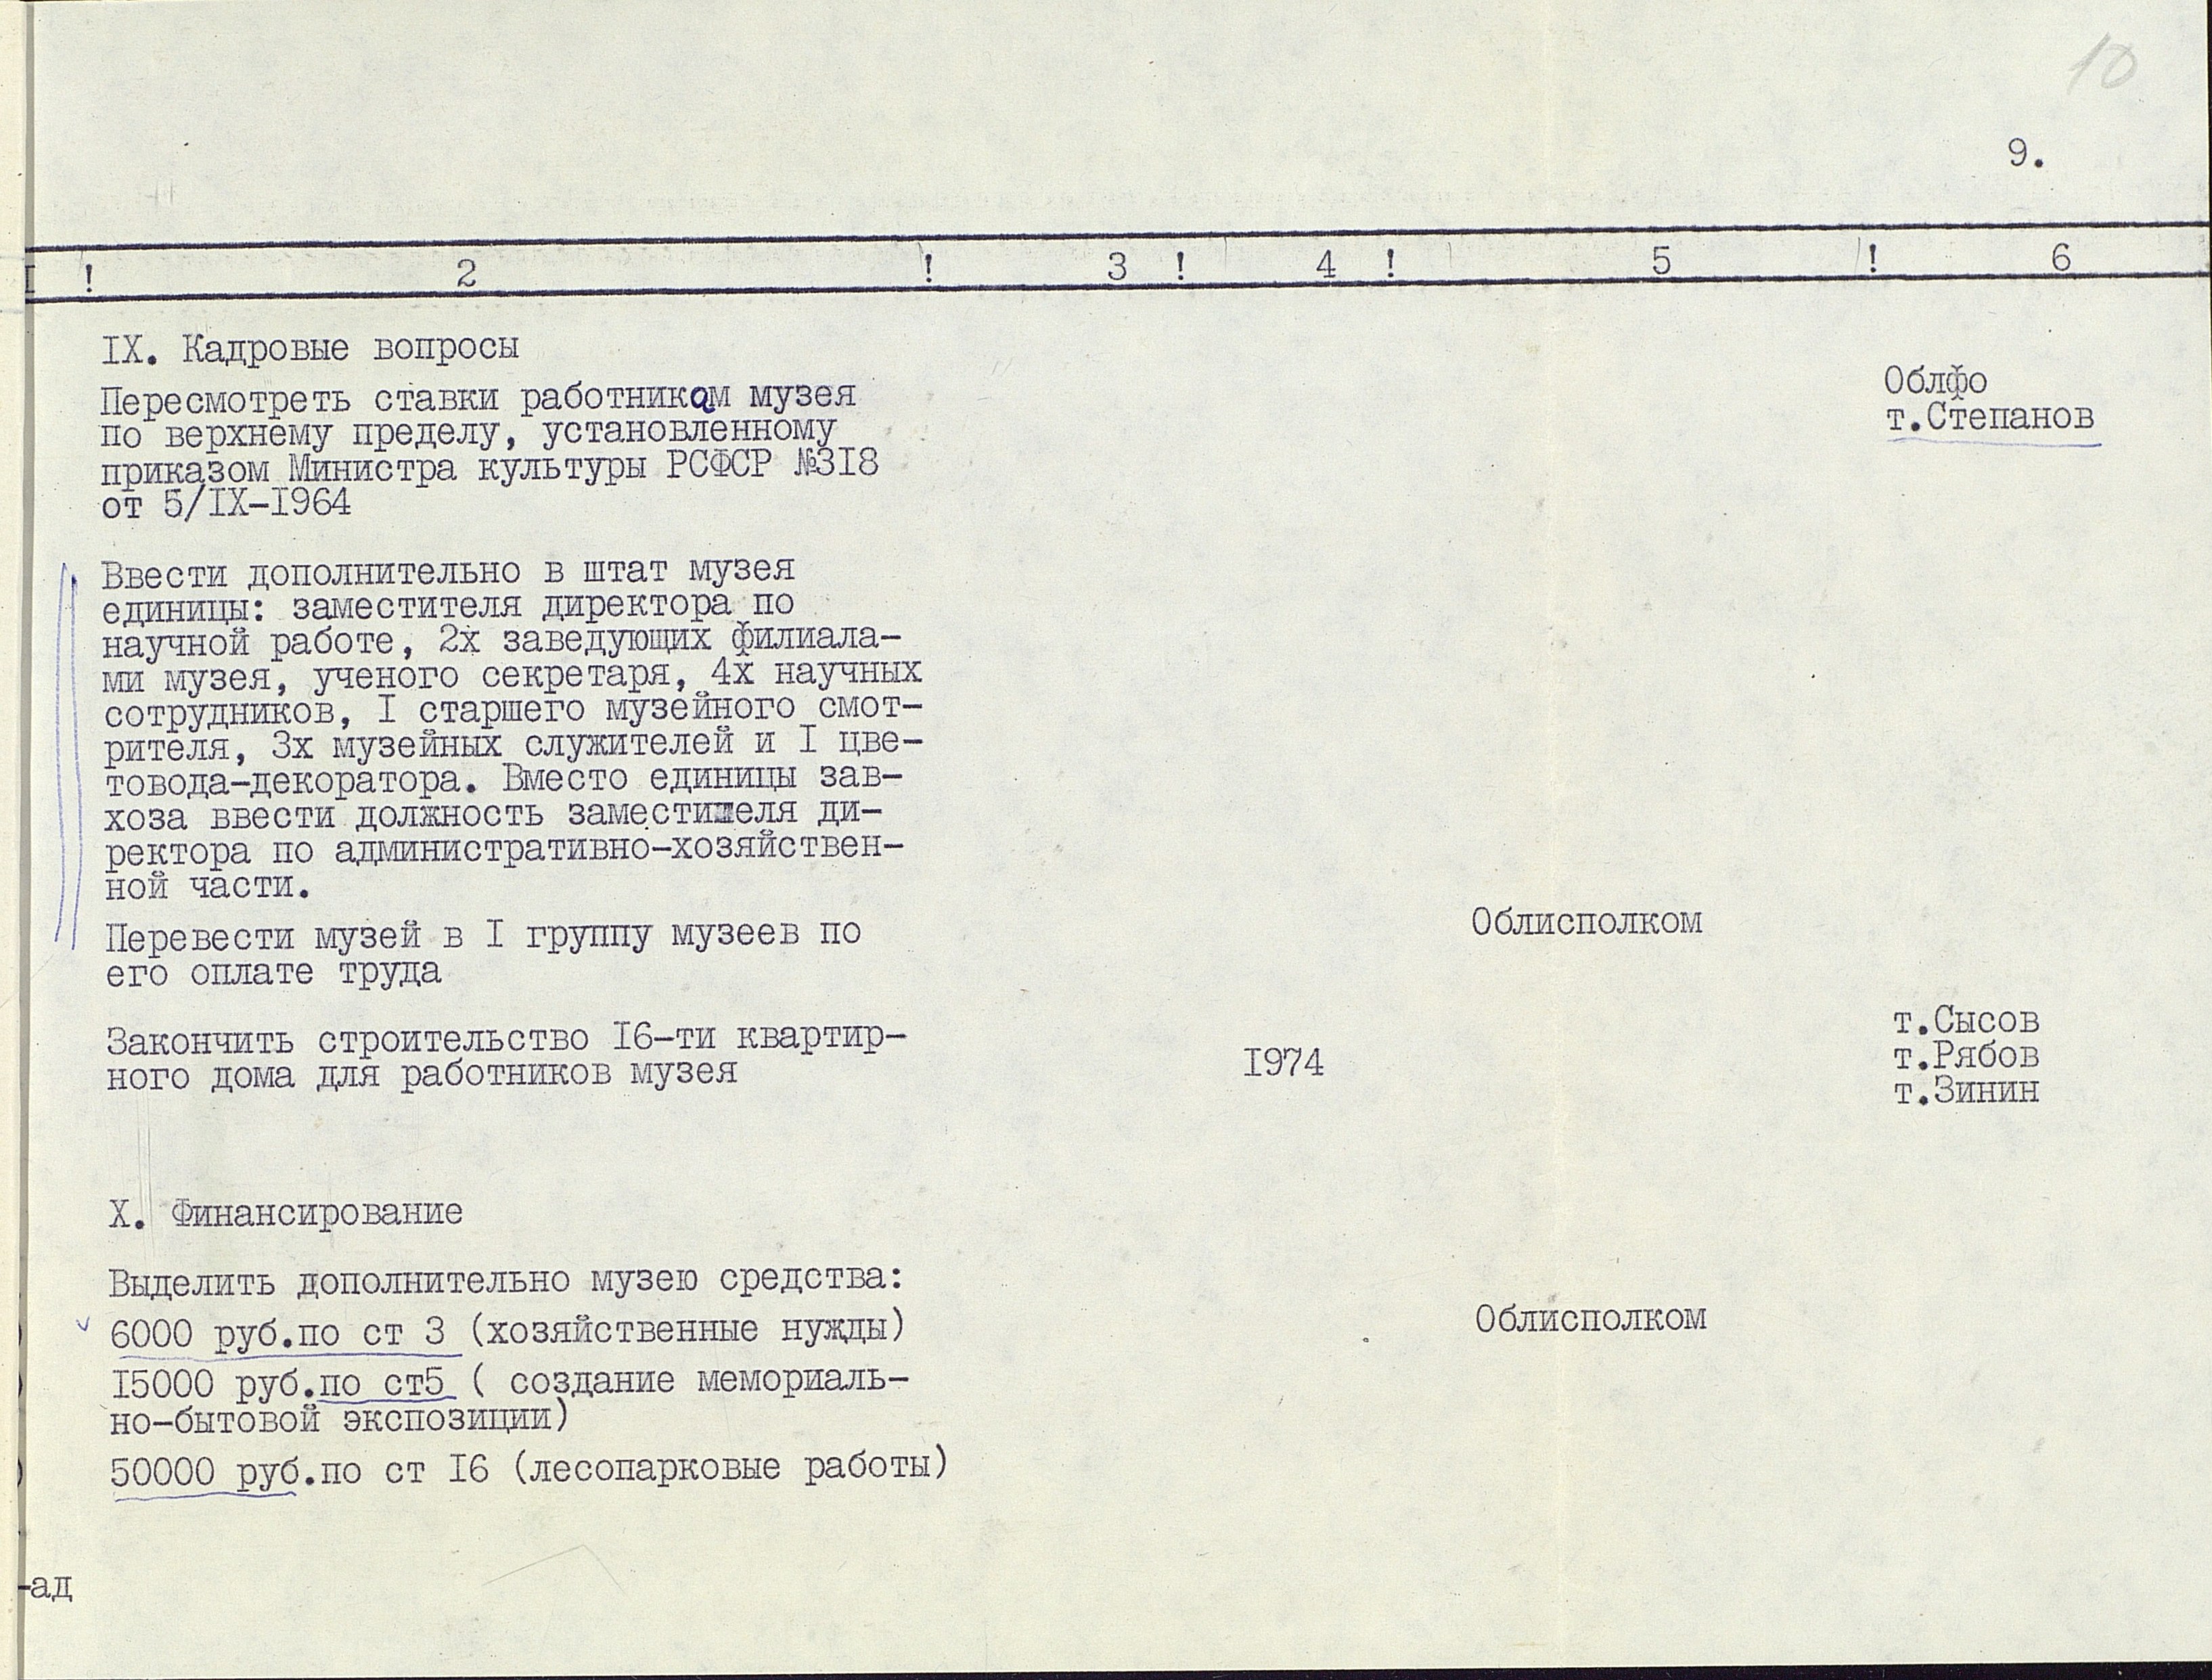 10
9.
I ! 2 ! 3 ! 4 ! 5 ! 6
IX. Кадровые вопросы
Пересмотреть ставки работникам музея
по верхнему пределу, установленному
приказом Министра культуры РСФСР №318
от 5/IX-1964
Облфо
т.Степанов
Ввести дополнительно в штат музея
единицы: заместителя директора по
научной работе, 2х заведующих филиала-
ми музея, ученого секретаря, 4х научных
сотрудников, I старшего музейного смот-
рителя, 3х музейных служителей и I цве-
товода-декоратора. Вместо единицы зав-
хоза ввести должность заместителя ди-
ректора по административно-хозяйствен-
ной части.
Перевести музей в I группу музеев по
его оплате труда
Облисполком
Закончить строительство 16-ти квартир-
ного дома для работников музея
1974
т.Сысов
т.Рябов
т.Зинин
X. Финансирование
Выделить дополнительно музею средства:
6000 руб.по ст 3 (хозяйственные нужды)
Облисполком
15000 руб.по ст5 ( создание мемориаль-
но-бытовой экспозиции)
50000 руб.по ст 16 (лесопарковые работы)
-ад